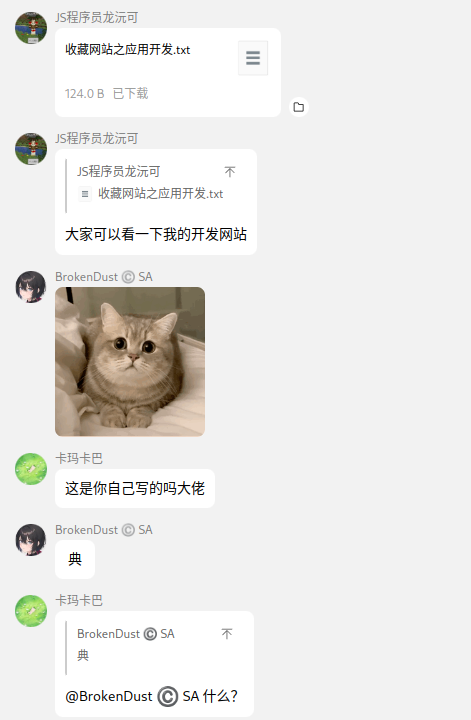 JS程序员龙沅可
收藏网站之应用开发.txt
124.0 B 已下载
JS程序员龙沅可
JS程序员龙沅可
收藏网站之应用开发.txt
大家可以看一下我的开发网站
BrokenDust © SA
卡玛卡巴
这是你自己写的吗大佬
BrokenDust © SA
典
卡玛卡巴
BrokenDust © SA
典
@BrokenDust © SA 什么?